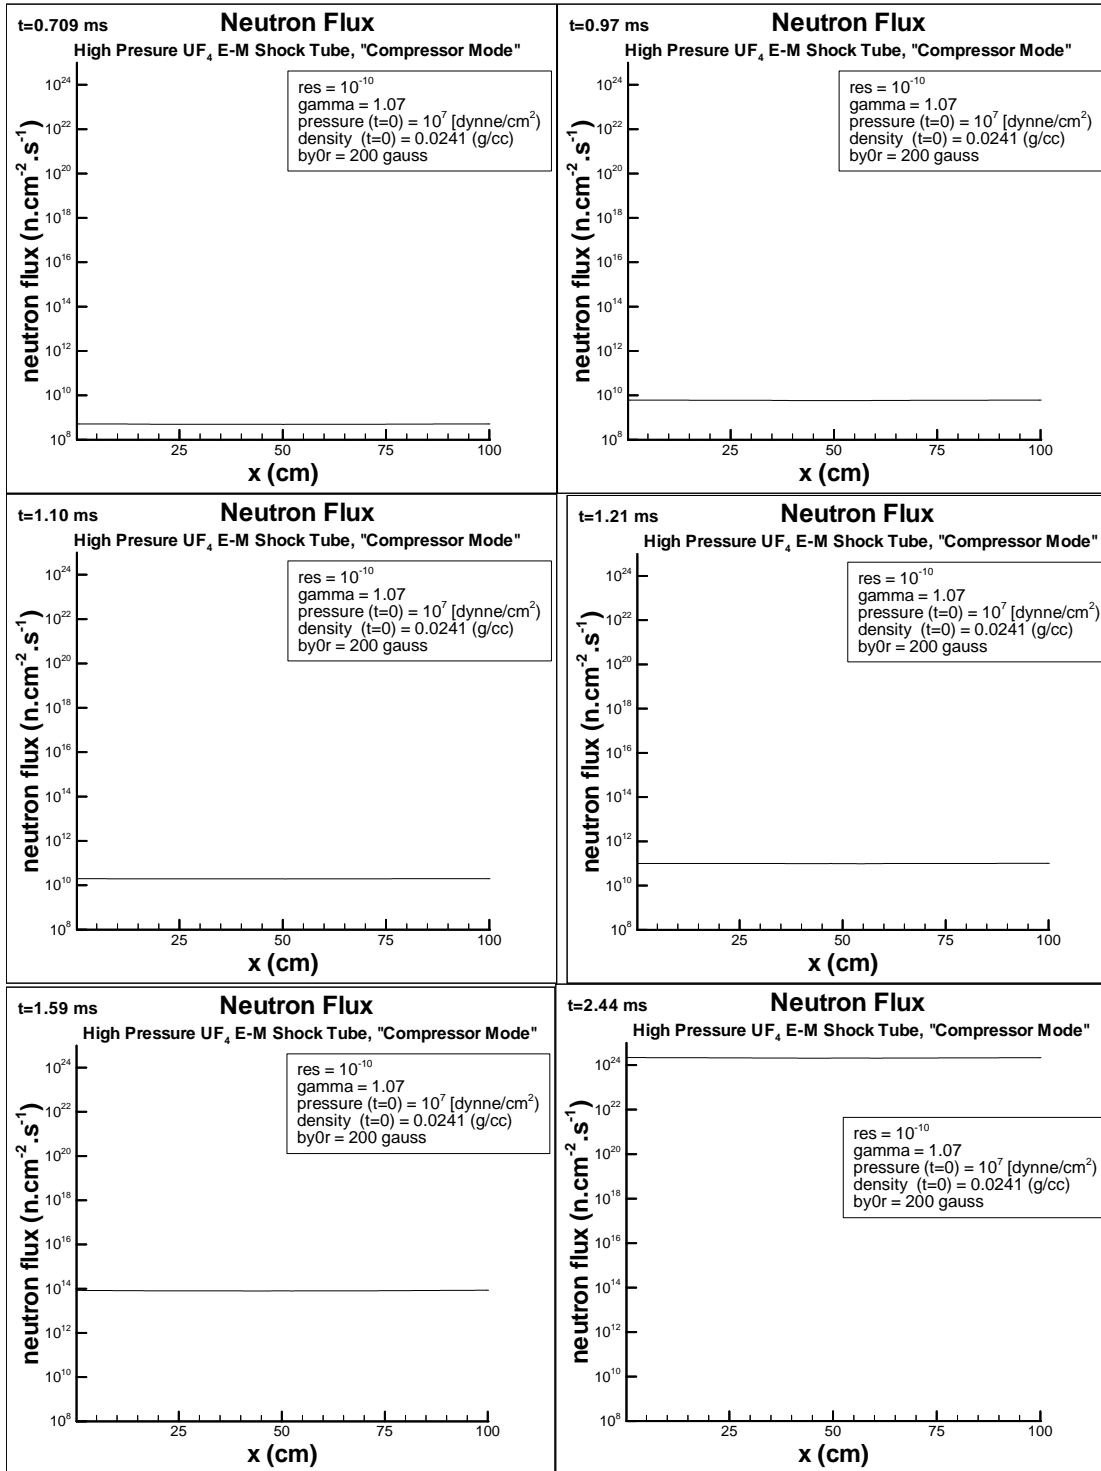 t=0.709 ms
Neutron Flux
High Presure UF₄ E-M Shock Tube, "Compressor Mode"
res = 10⁻¹⁰
gamma = 1.07
pressure (t=0) = 10⁷ [dynne/cm²)
density (t=0) = 0.0241 (g/cc)
by0r = 200 gauss
neutron flux (n.cm⁻².s⁻¹)
10²⁴
10²²
10²⁰
10¹⁸
10¹⁶
10¹⁴
10¹²
10¹⁰
10⁸
25 50 75 100
x (cm)
t=0.97 ms
Neutron Flux
High Pressure UF₄ E-M Shock Tube, "Compressor Mode"
res = 10⁻¹⁰
gamma = 1.07
pressure (t=0) = 10⁷ [dynne/cm²)
density (t=0) = 0.0241 (g/cc)
by0r = 200 gauss
neutron flux (n.cm⁻².s⁻¹)
10²⁴
10²²
10²⁰
10¹⁸
10¹⁶
10¹⁴
10¹²
10¹⁰
10⁸
25 50 75 100
x (cm)
t=1.10 ms
Neutron Flux
High Presure UF₄ E-M Shock Tube, "Compressor Mode"
res = 10⁻¹⁰
gamma = 1.07
pressure (t=0) = 10⁷ [dynne/cm²)
density (t=0) = 0.0241 (g/cc)
by0r = 200 gauss
neutron flux (n.cm⁻².s⁻¹)
10²⁴
10²²
10²⁰
10¹⁸
10¹⁶
10¹⁴
10¹²
10¹⁰
10⁸
25 50 75 100
x (cm)
t=1.21 ms
Neutron Flux
High Pressure UF₄ E-M Shock Tube, "Compressor Mode"
res = 10⁻¹⁰
gamma = 1.07
pressure (t=0) = 10⁷ [dynne/cm²)
density (t=0) = 0.0241 (g/cc)
by0r = 200 gauss
neutron flux (n.cm⁻².s⁻¹)
10²⁴
10²²
10²⁰
10¹⁸
10¹⁶
10¹⁴
10¹²
10¹⁰
10⁸
25 50 75 100
x (cm)
t=1.59 ms
Neutron Flux
High Pressure UF₄ E-M Shock Tube, "Compressor Mode"
res = 10⁻¹⁰
gamma = 1.07
pressure (t=0) = 10⁷ [dynne/cm²)
density (t=0) = 0.0241 (g/cc)
by0r = 200 gauss
neutron flux (n.cm⁻².s⁻¹)
10²⁴
10²²
10²⁰
10¹⁸
10¹⁶
10¹⁴
10¹²
10¹⁰
10⁸
25 50 75 100
x (cm)
t=2.44 ms
Neutron Flux
High Pressure UF₄ E-M Shock Tube, "Compressor Mode"
res = 10⁻¹⁰
gamma = 1.07
pressure (t=0) = 10⁷ [dynne/cm²)
density (t=0) = 0.0241 (g/cc)
by0r = 200 gauss
neutron flux (n.cm⁻².s⁻¹)
10²⁴
10²²
10²⁰
10¹⁸
10¹⁶
10¹⁴
10¹²
10¹⁰
10⁸
25 50 75 100
x (cm)